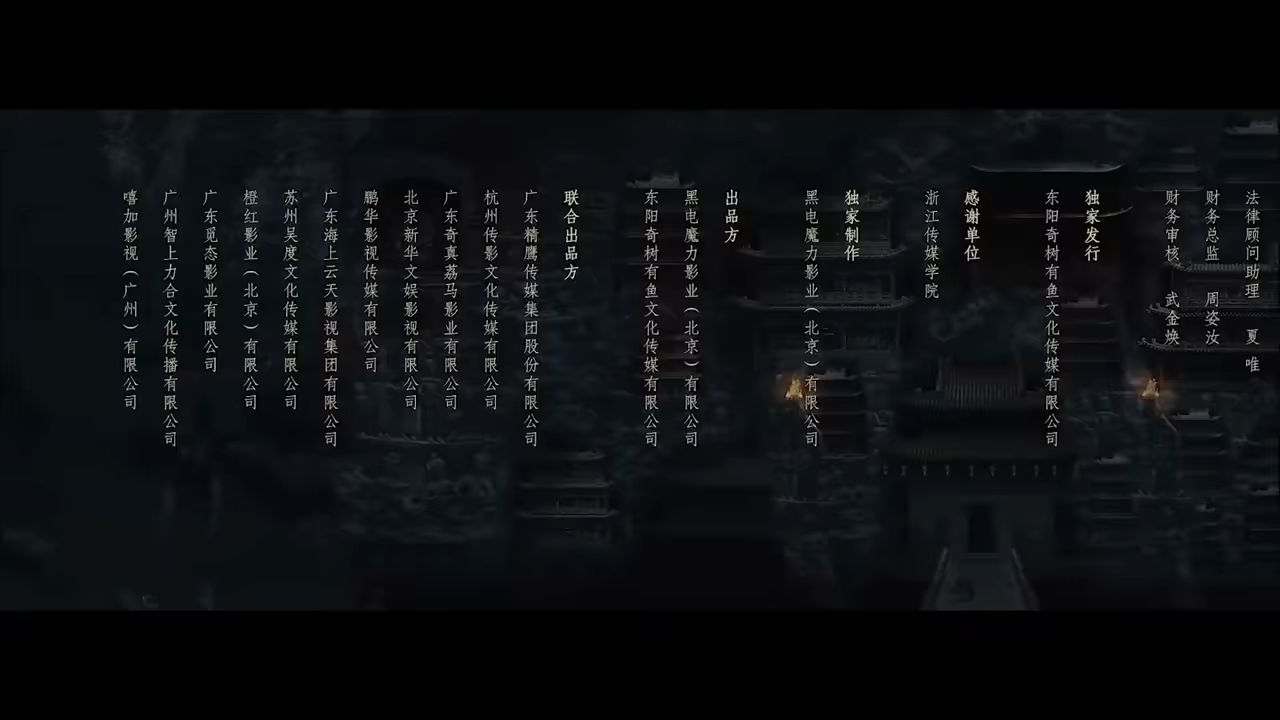 法律顾问助理 夏唯
财务总监 周姿汝
财务审核 武金焕
独家发行
东阳奇树有鱼文化传媒有限公司
感谢单位
浙江传媒学院
独家制作
黑电魔力影业（北京）有限公司
出品方
黑电魔力影业（北京）有限公司
东阳奇树有鱼文化传媒有限公司
联合出品方
广东精鹰传媒集团股份有限公司
杭州传影文化传媒有限公司
广东奇真荔马影业有限公司
北京新华文娱影视有限公司
鹏华影视传媒有限公司
广东海上云天影视集团有限公司
苏州吴度文化传媒有限公司
橙红影业（北京）有限公司
广东觅态影业有限公司
广州智上力合文化传播有限公司
嘻加影视（广州）有限公司